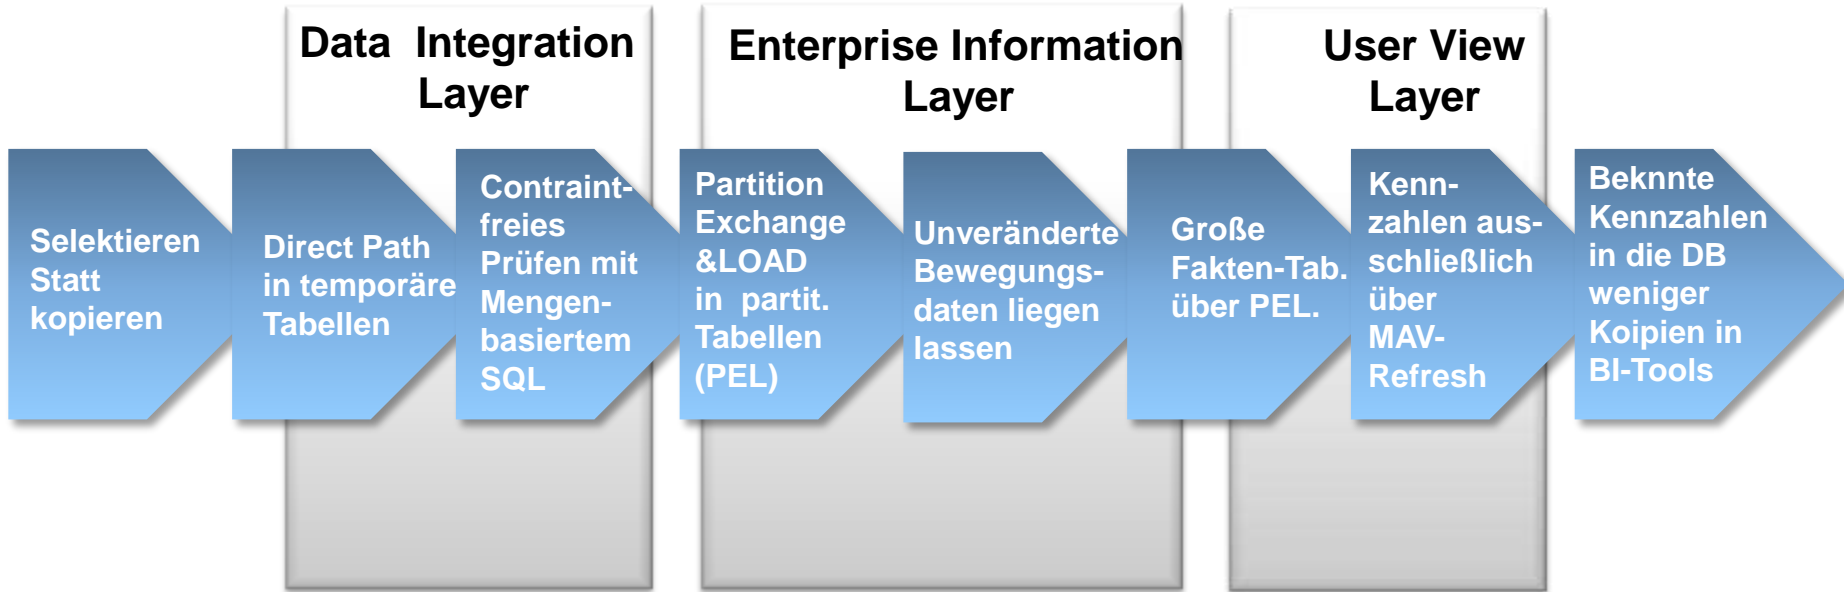 Data  Integration
Layer
Enterprise Information
Layer
User View
Layer
Selektieren
Statt
kopieren
Direct Path
in temporäre
Tabellen
Contraint-
freies
Prüfen mit
Mengen-
basiertem
SQL
Partition
Exchange
&LOAD
in  partit.
Tabellen
(PEL)
Unveränderte
Bewegungs-
daten liegen
lassen
Große
Fakten-Tab.
über PEL.
Kenn-
zahlen aus-
schließlich
über
MAV-
Refresh
Beknnte
Kennzahlen
in die DB
weniger
Koipien in
BI-Tools